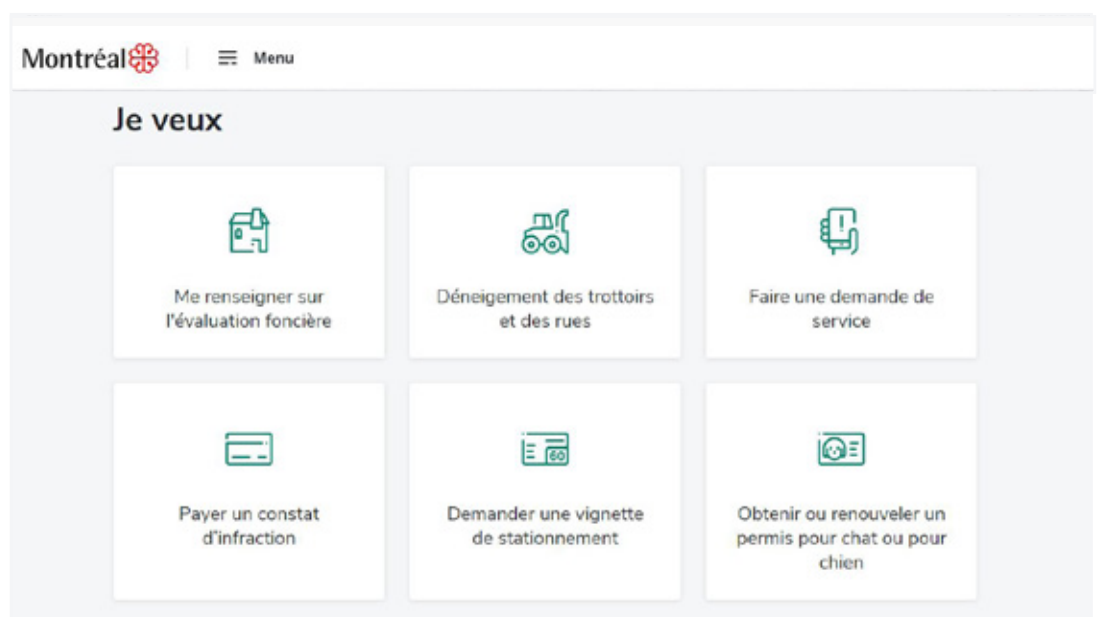 Montréal
Menu
Je veux
Me renseigner sur
l'évaluation foncière
Déneigement des trottoirs
et des rues
Faire une demande de
service
Payer un constat
d'infraction
60
Demander une vignette
de stationnement
Obtenir ou renouveler un
permis pour chat ou pour
chien